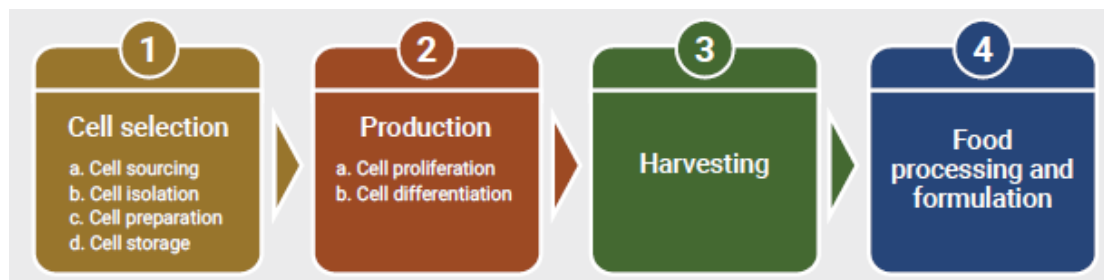 1
Cell selection
a. Cell sourcing
b. Cell isolation
c. Cell preparation
d. Cell storage
2
Production
a. Cell proliferation
b. Cell differentiation
3
Harvesting
4
Food
processing and
formulation